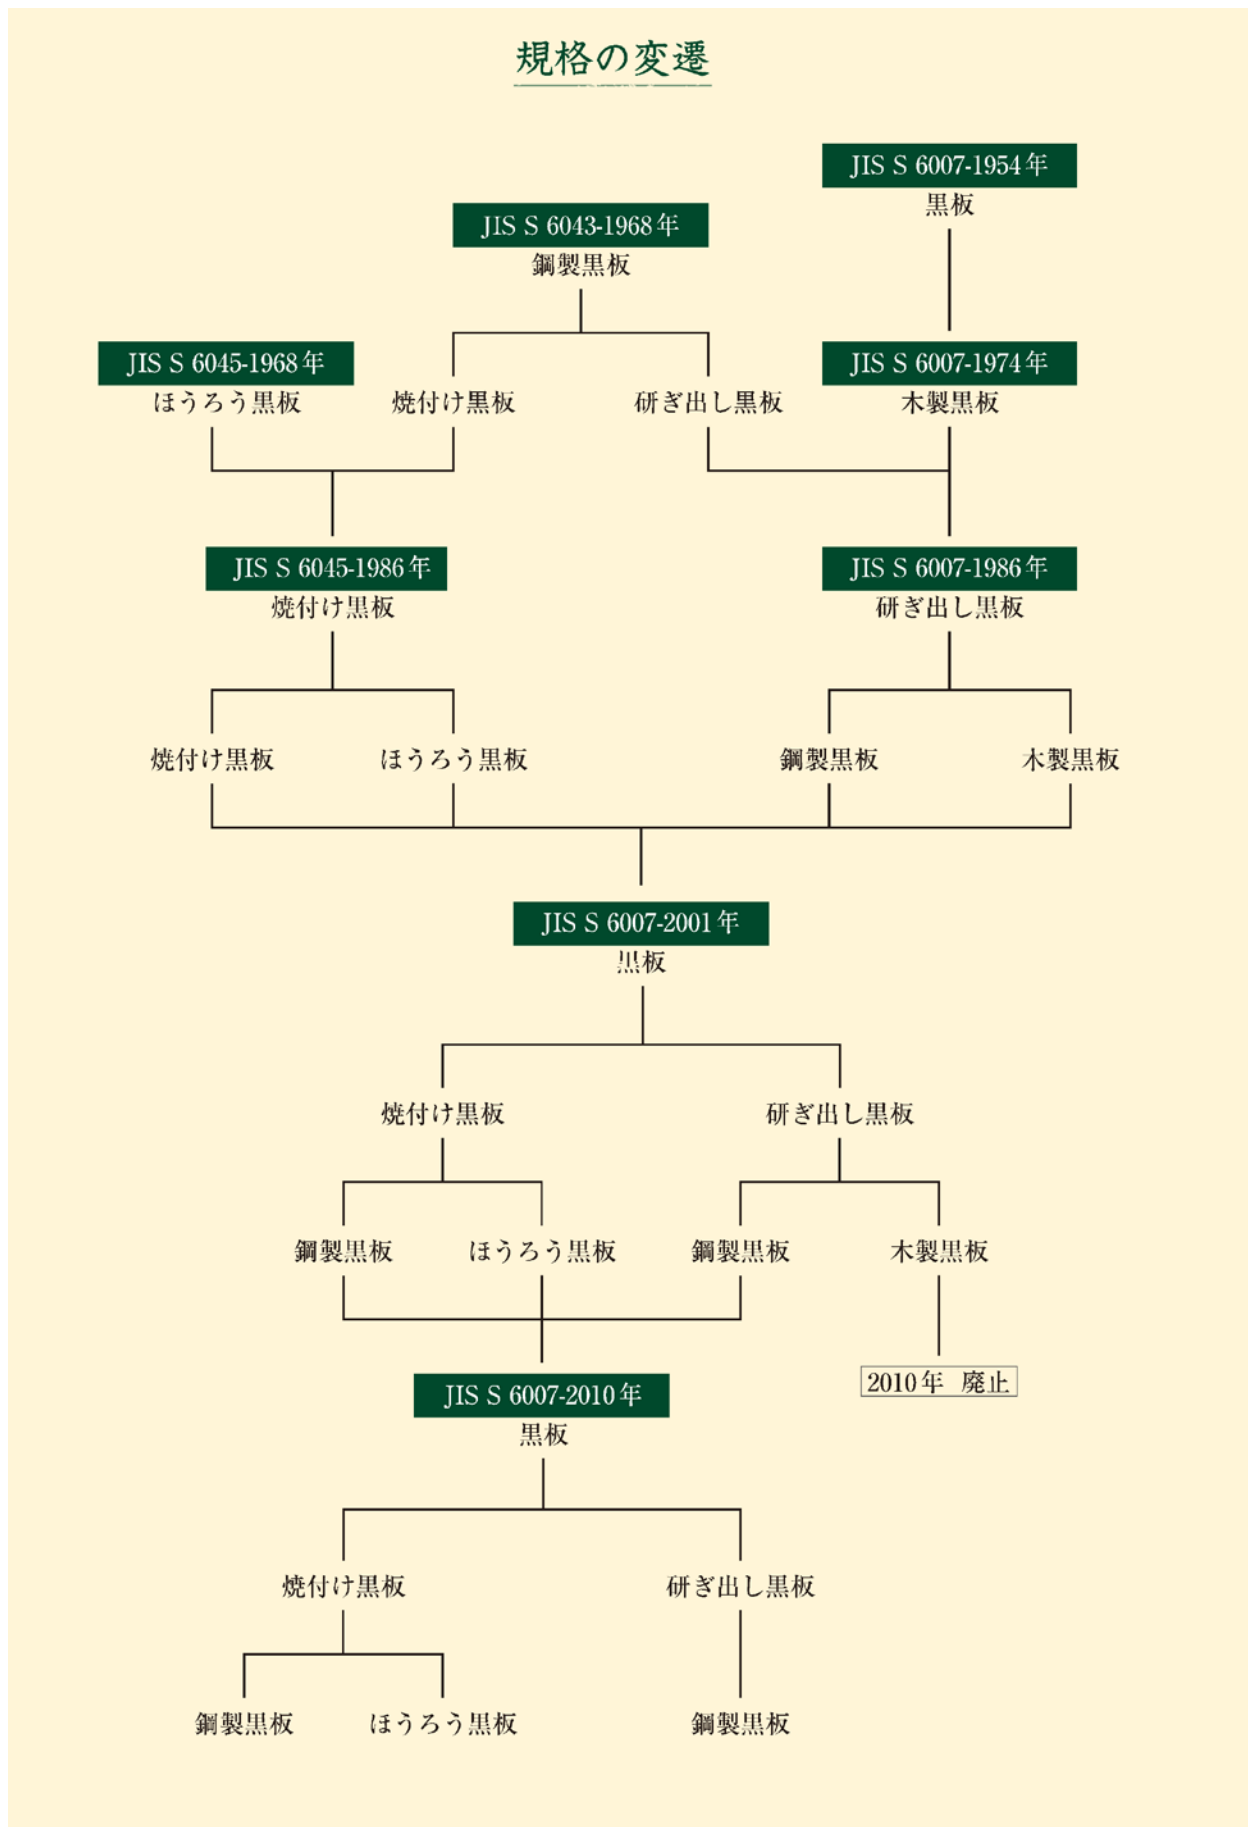 規格の変遷
JIS S 6007-1954年
黒板
JIS S 6043-1968年
鋼製黒板
JIS S 6045-1968年
ほうろう黒板
焼付け黒板
研ぎ出し黒板
JIS S 6007-1974年
木製黒板
JIS S 6045-1986年
焼付け黒板
JIS S 6007-1986年
研ぎ出し黒板
焼付け黒板
ほうろう黒板
鋼製黒板
木製黒板
JIS S 6007-2001年
黒板
焼付け黒板
研ぎ出し黒板
鋼製黒板
ほうろう黒板
鋼製黒板
木製黒板
2010年 廃止
JIS S 6007-2010年
黒板
焼付け黒板
研ぎ出し黒板
鋼製黒板
ほうろう黒板
鋼製黒板